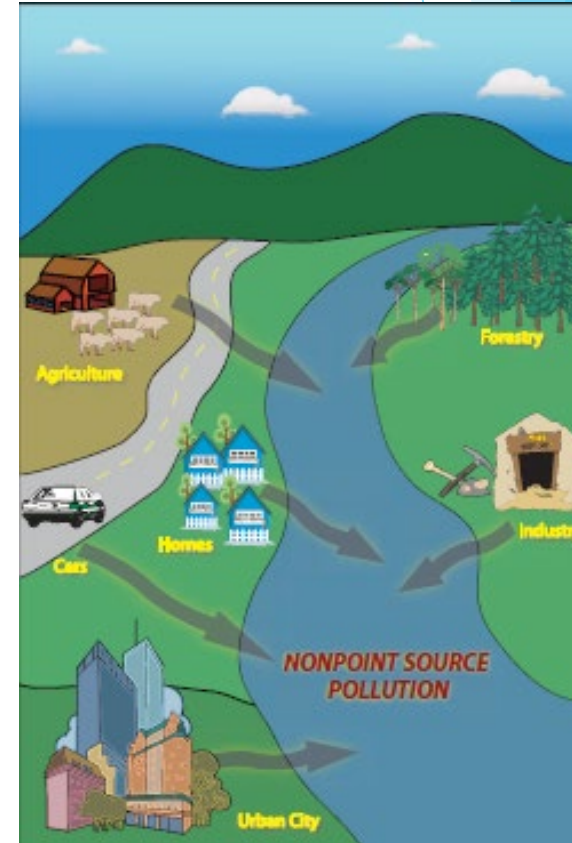 Forestry
Agriculture
Homes
Cars
NONPOINT SOURCE
POLLUTION
Urban City